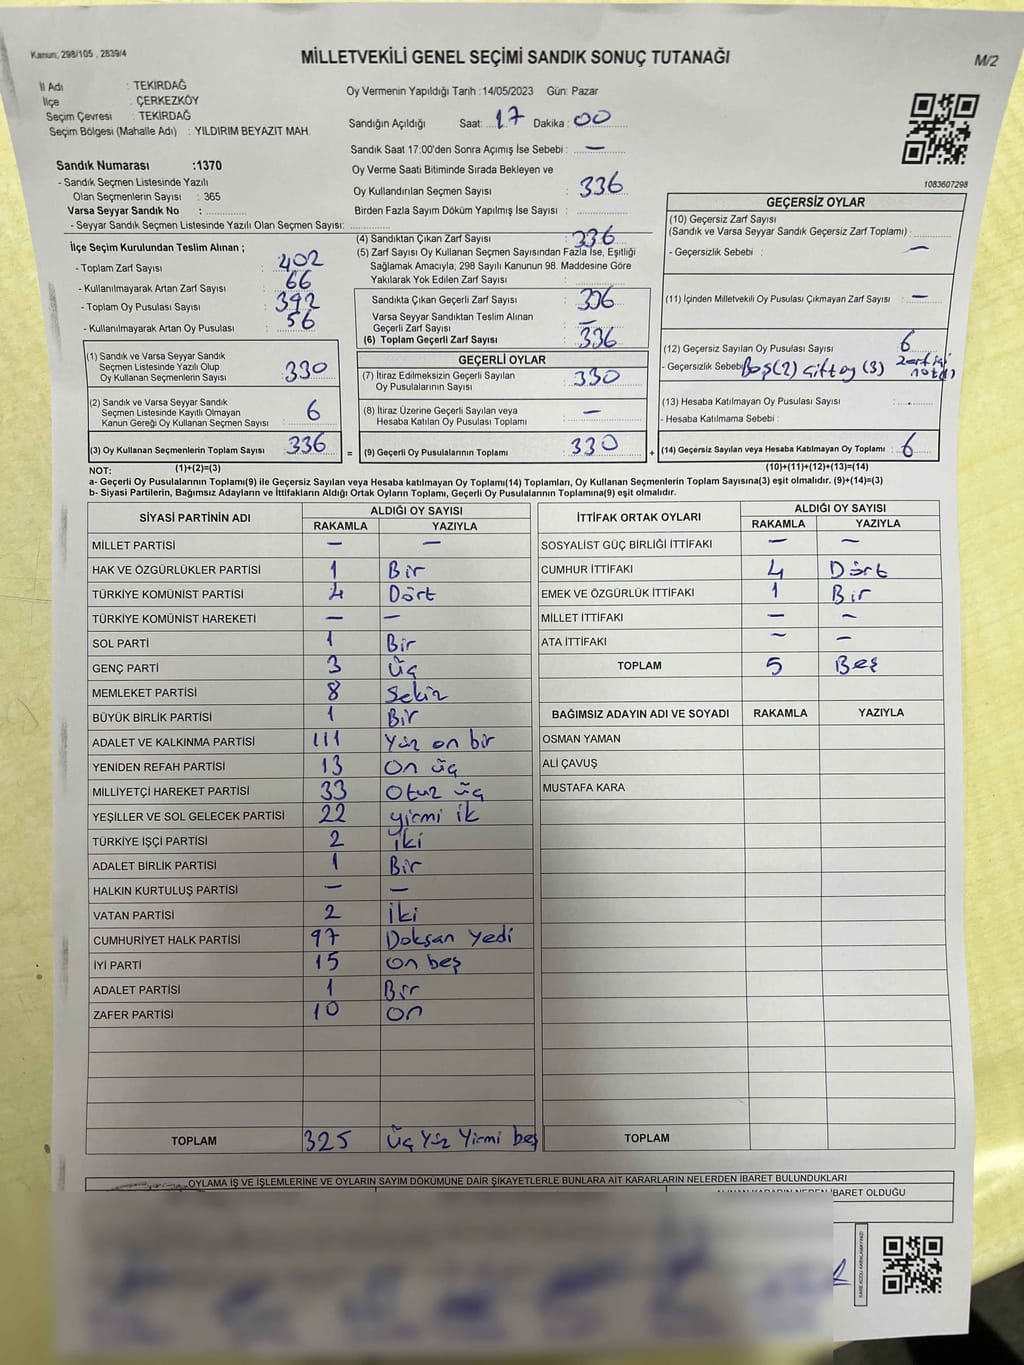 Kanun; 298/105 , 2839/4
MİLLETVEKİLİ GENEL SEÇİMİ SANDIK SONUÇ TUTANAĞI
M/2
İl Adı : TEKİRDAĞ
İlçe : ÇERKEZKÖY
Seçim Çevresi : TEKİRDAĞ
Seçim Bölgesi (Mahalle Adı) : YILDIRIM BEYAZIT MAH.
Sandık Numarası :1370
- Sandık Seçmen Listesinde Yazılı
Olan Seçmenlerin Sayısı : 365
Varsa Seyyar Sandık No :
- Seyyar Sandık Seçmen Listesinde Yazılı Olan Seçmen Sayısı:
Oy Vermenin Yapıldığı Tarih :14/05/2023 Gün: Pazar
Sandığın Açıldığı Saat: 17 Dakika : 00
Sandık Saat 17:00'den Sonra Açımış İse Sebebi : —
Oy Verme Saati Bitiminde Sırada Bekleyen ve
Oy Kullandırılan Seçmen Sayısı : 336
Birden Fazla Sayım Döküm Yapılmış İse Sayısı :
1083607298
İlçe Seçim Kurulundan Teslim Alınan ;
- Toplam Zarf Sayısı : 402
- Kullanılmayarak Artan Zarf Sayısı : 66
- Toplam Oy Pusulası Sayısı : 392
- Kullanılmayarak Artan Oy Pusulası : 56
(1) Sandık ve Varsa Seyyar Sandık
Seçmen Listesinde Yazılı Olup
Oy Kullanan Seçmenlerin Sayısı : 330
(2) Sandık ve Varsa Seyyar Sandık
Seçmen Listesinde Kayıtlı Olmayan
Kanun Gereği Oy Kullanan Seçmen Sayısı : 6
(3) Oy Kullanan Seçmenlerin Toplam Sayısı : 336
(4) Sandıktan Çıkan Zarf Sayısı : 336
(5) Zarf Sayısı Oy Kullanan Seçmen Sayısından Fazla İse, Eşitliği
Sağlamak Amacıyla; 298 Sayılı Kanunun 98. Maddesine Göre
Yakılarak Yok Edilen Zarf Sayısı :
Sandıkta Çıkan Geçerli Zarf Sayısı : 336
Varsa Seyyar Sandıktan Teslim Alınan
Geçerli Zarf Sayısı : —
(6) Toplam Geçerli Zarf Sayısı : 336
GEÇERLİ OYLAR
(7) İtiraz Edilmeksizin Geçerli Sayılan
Oy Pusulalarının Sayısı : 330
(8) İtiraz Üzerine Geçerli Sayılan veya
Hesaba Katılan Oy Pusulası Toplamı : —
= (9) Geçerli Oy Pusulalarının Toplamı : 330
GEÇERSİZ OYLAR
(10) Geçersiz Zarf Sayısı
(Sandık ve Varsa Seyyar Sandık Geçersiz Zarf Toplamı) :
- Geçersizlik Sebebi : —
(11) İçinden Milletvekili Oy Pusulası Çıkmayan Zarf Sayısı : —
(12) Geçersiz Sayılan Oy Pusulası Sayısı : 6
- Geçersizlik Sebebi Boş(2) Çift oy (3)
(13) Hesaba Katılmayan Oy Pusulası Sayısı :
- Hesaba Katılmama Sebebi :
+ (14) Geçersiz Sayılan veya Hesaba Katılmayan Oy Toplamı : 6
NOT: (1)+(2)=(3) (10)+(11)+(12)+(13)=(14)
a- Geçerli Oy Pusulalarının Toplamı(9) ile Geçersiz Sayılan veya Hesaba katılmayan Oy Toplamı(14) Toplamları, Oy Kullanan Seçmenlerin Toplam Sayısına(3) eşit olmalıdır. (9)+(14)=(3)
b- Siyasi Partilerin, Bağımsız Adayların ve İttifakların Aldığı Ortak Oyların Toplamı, Geçerli Oy Pusulalarının Toplamına(9) eşit olmalıdır.
SİYASİ PARTİNİN ADI ALDIĞI OY SAYISI
RAKAMLA YAZIYLA
MİLLET PARTİSİ — —
HAK VE ÖZGÜRLÜKLER PARTİSİ 1 Bir
TÜRKİYE KOMÜNİST PARTİSİ 4 Dört
TÜRKİYE KOMÜNİST HAREKETİ — —
SOL PARTİ 1 Bir
GENÇ PARTİ 3 üç
MEMLEKET PARTİSİ 8 Sekiz
BÜYÜK BİRLİK PARTİSİ 1 Bir
ADALET VE KALKINMA PARTİSİ 111 Yüz on bir
YENİDEN REFAH PARTİSİ 13 On üç
MİLLİYETÇİ HAREKET PARTİSİ 33 Otuz üç
YEŞİLLER VE SOL GELECEK PARTİSİ 22 yirmi ik
TÜRKİYE İŞÇİ PARTİSİ 2 iki
ADALET BİRLİK PARTİSİ 1 Bir
HALKIN KURTULUŞ PARTİSİ — —
VATAN PARTİSİ 2 İki
CUMHURİYET HALK PARTİSİ 97 Doksan Yedi
İYİ PARTİ 15 On beş
ADALET PARTİSİ 1 Bir
ZAFER PARTİSİ 10 On
TOPLAM 325 üç Yüz Yirmi beş
İTTİFAK ORTAK OYLARI ALDIĞI OY SAYISI
RAKAMLA YAZIYLA
SOSYALİST GÜÇ BİRLİĞİ İTTİFAKI — —
CUMHUR İTTİFAKI 4 Dört
EMEK VE ÖZGÜRLÜK İTTİFAKI 1 Bir
MİLLET İTTİFAKI — —
ATA İTTİFAKI — —
TOPLAM 5 Beş
BAĞIMSIZ ADAYIN ADI VE SOYADI RAKAMLA YAZIYLA
OSMAN YAMAN
ALİ ÇAVUŞ
MUSTAFA KARA
TOPLAM
OYLAMA İŞ VE İŞLEMLERİNE VE OYLARIN SAYIM DÖKÜMÜNE DAİR ŞİKAYETLERLE BUNLARA AİT KARARLARIN NELERDEN İBARET BULUNDUKLARI
İBARET OLDUĞU